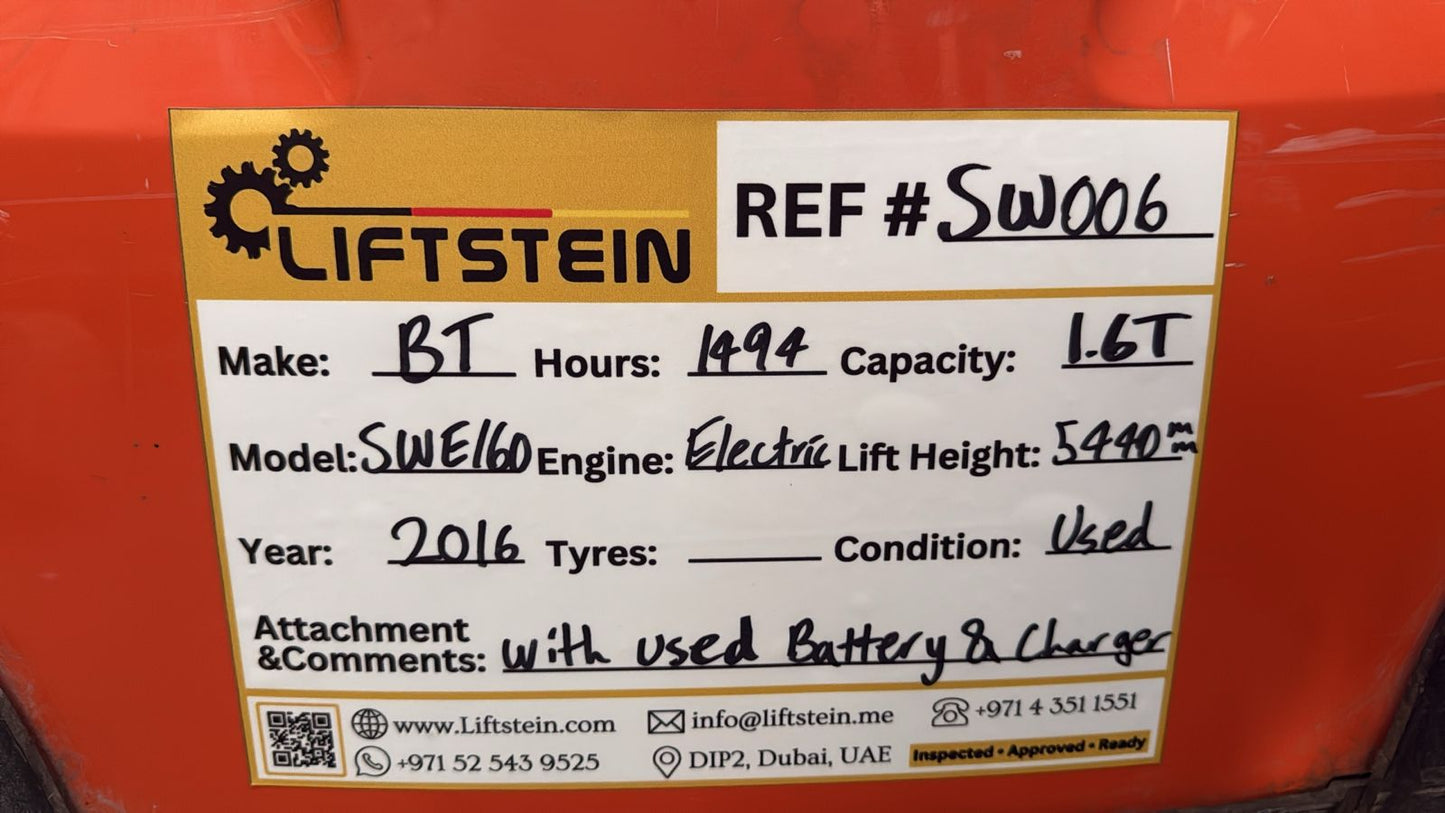 LIFTSTEIN
REF # SW006
Make: BT Hours: 1494 Capacity: 1.6T
Model: SWE160 Engine: Electric Lift Height: 5440mm
Year: 2016 Tyres: Condition: Used
Attachment
&Comments: with used Battery & Charger
www.Liftstein.com info@liftstein.me +971 4 351 1551
+971 52 543 9525 DIP2, Dubai, UAE Inspected • Approved • Ready